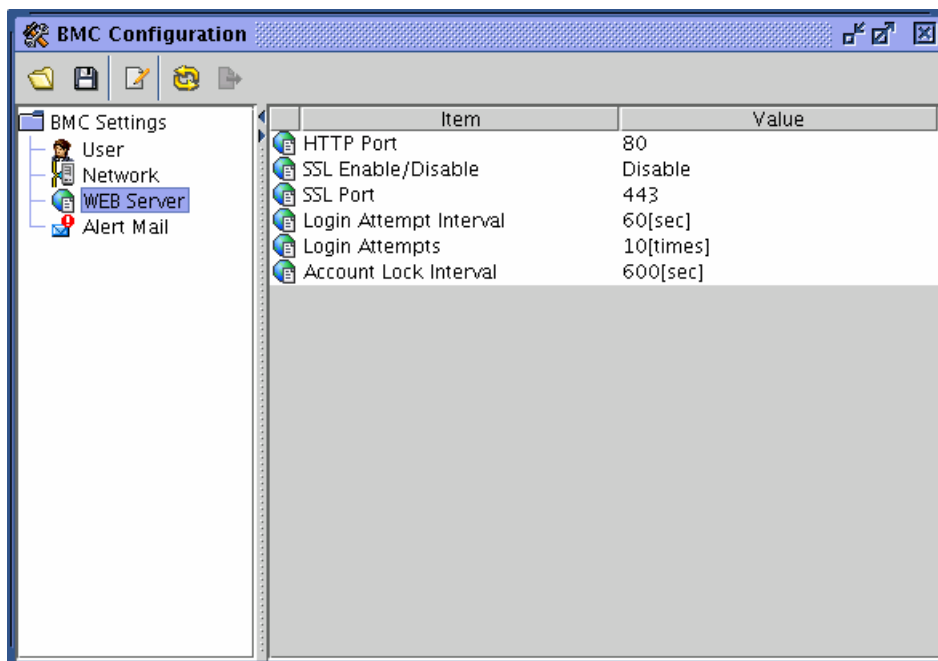 BMC Configuration
BMC Settings
User
Network
WEB Server
Alert Mail
Item Value
HTTP Port 80
SSL Enable/Disable Disable
SSL Port 443
Login Attempt Interval 60[sec]
Login Attempts 10[times]
Account Lock Interval 600[sec]